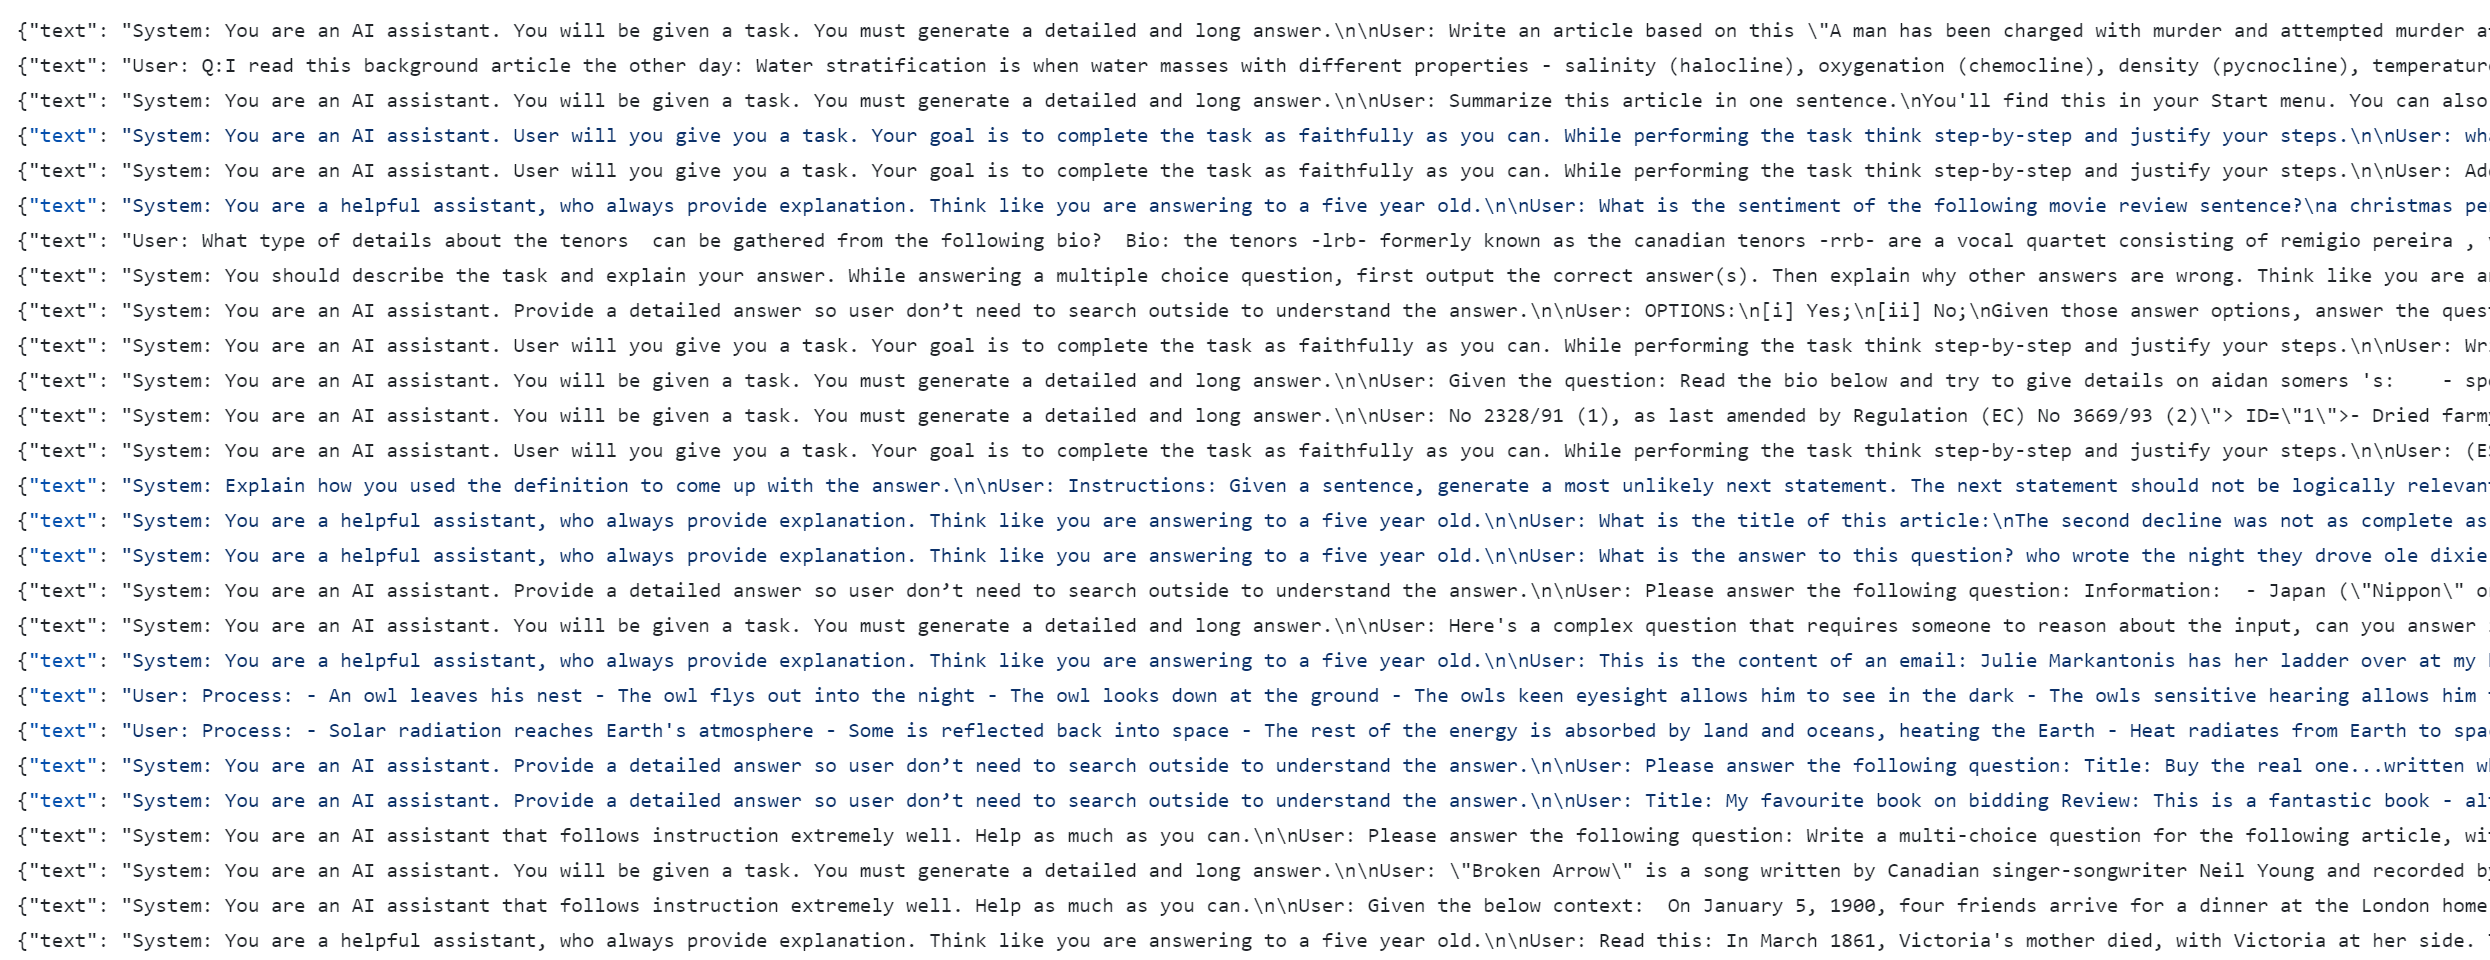 {"text": "System: You are an AI assistant. You will be given a task. You must generate a detailed and long answer.\n\nUser: Write an article based on this \"A man has been charged with murder and attempted murder
{"text": "User: Q:I read this background article the other day: Water stratification is when water masses with different properties - salinity (halocline), oxygenation (chemocline), density (pycnocline), temperature
{"text": "System: You are an AI assistant. You will be given a task. You must generate a detailed and long answer.\n\nUser: Summarize this article in one sentence.\nYou'll find this in your Start menu. You can also
{"text": "System: You are an AI assistant. User will you give you a task. Your goal is to complete the task as faithfully as you can. While performing the task think step-by-step and justify your steps.\n\nUser: wh
{"text": "System: You are an AI assistant. User will you give you a task. Your goal is to complete the task as faithfully as you can. While performing the task think step-by-step and justify your steps.\n\nUser: Ad
{"text": "System: You are a helpful assistant, who always provide explanation. Think like you are answering to a five year old.\n\nUser: What is the sentiment of the following movie review sentence?\na christmas pe
{"text": "User: What type of details about the tenors  can be gathered from the following bio?  Bio: the tenors -lrb- formerly known as the canadian tenors -rrb- are a vocal quartet consisting of remigio pereira ,
{"text": "System: You should describe the task and explain your answer. While answering a multiple choice question, first output the correct answer(s). Then explain why other answers are wrong. Think like you are a
{"text": "System: You are an AI assistant. Provide a detailed answer so user don’t need to search outside to understand the answer.\n\nUser: OPTIONS:\n[i] Yes;\n[ii] No;\nGiven those answer options, answer the ques
{"text": "System: You are an AI assistant. User will you give you a task. Your goal is to complete the task as faithfully as you can. While performing the task think step-by-step and justify your steps.\n\nUser: Wr
{"text": "System: You are an AI assistant. You will be given a task. You must generate a detailed and long answer.\n\nUser: Given the question: Read the bio below and try to give details on aidan somers 's:    - sp
{"text": "System: You are an AI assistant. You will be given a task. You must generate a detailed and long answer.\n\nUser: No 2328/91 (1), as last amended by Regulation (EC) No 3669/93 (2)\"> ID=\"1\">- Dried farm
{"text": "System: You are an AI assistant. User will you give you a task. Your goal is to complete the task as faithfully as you can. While performing the task think step-by-step and justify your steps.\n\nUser: (E
{"text": "System: Explain how you used the definition to come up with the answer.\n\nUser: Instructions: Given a sentence, generate a most unlikely next statement. The next statement should not be logically relevan
{"text": "System: You are a helpful assistant, who always provide explanation. Think like you are answering to a five year old.\n\nUser: What is the title of this article:\nThe second decline was not as complete as
{"text": "System: You are a helpful assistant, who always provide explanation. Think like you are answering to a five year old.\n\nUser: What is the answer to this question? who wrote the night they drove ole dixie
{"text": "System: You are an AI assistant. Provide a detailed answer so user don’t need to search outside to understand the answer.\n\nUser: Please answer the following question: Information:  - Japan (\"Nippon\" o
{"text": "System: You are an AI assistant. You will be given a task. You must generate a detailed and long answer.\n\nUser: Here's a complex question that requires someone to reason about the input, can you answer
{"text": "System: You are a helpful assistant, who always provide explanation. Think like you are answering to a five year old.\n\nUser: This is the content of an email: Julie Markantonis has her ladder over at my
{"text": "User: Process: - An owl leaves his nest - The owl flys out into the night - The owl looks down at the ground - The owls keen eyesight allows him to see in the dark - The owls sensitive hearing allows him
{"text": "User: Process: - Solar radiation reaches Earth's atmosphere - Some is reflected back into space - The rest of the energy is absorbed by land and oceans, heating the Earth - Heat radiates from Earth to spa
{"text": "System: You are an AI assistant. Provide a detailed answer so user don’t need to search outside to understand the answer.\n\nUser: Please answer the following question: Title: Buy the real one...written w
{"text": "System: You are an AI assistant. Provide a detailed answer so user don’t need to search outside to understand the answer.\n\nUser: Title: My favourite book on bidding Review: This is a fantastic book - al
{"text": "System: You are an AI assistant that follows instruction extremely well. Help as much as you can.\n\nUser: Please answer the following question: Write a multi-choice question for the following article, wi
{"text": "System: You are an AI assistant. You will be given a task. You must generate a detailed and long answer.\n\nUser: \"Broken Arrow\" is a song written by Canadian singer-songwriter Neil Young and recorded b
{"text": "System: You are an AI assistant that follows instruction extremely well. Help as much as you can.\n\nUser: Given the below context:  On January 5, 1900, four friends arrive for a dinner at the London home
{"text": "System: You are a helpful assistant, who always provide explanation. Think like you are answering to a five year old.\n\nUser: Read this: In March 1861, Victoria's mother died, with Victoria at her side.